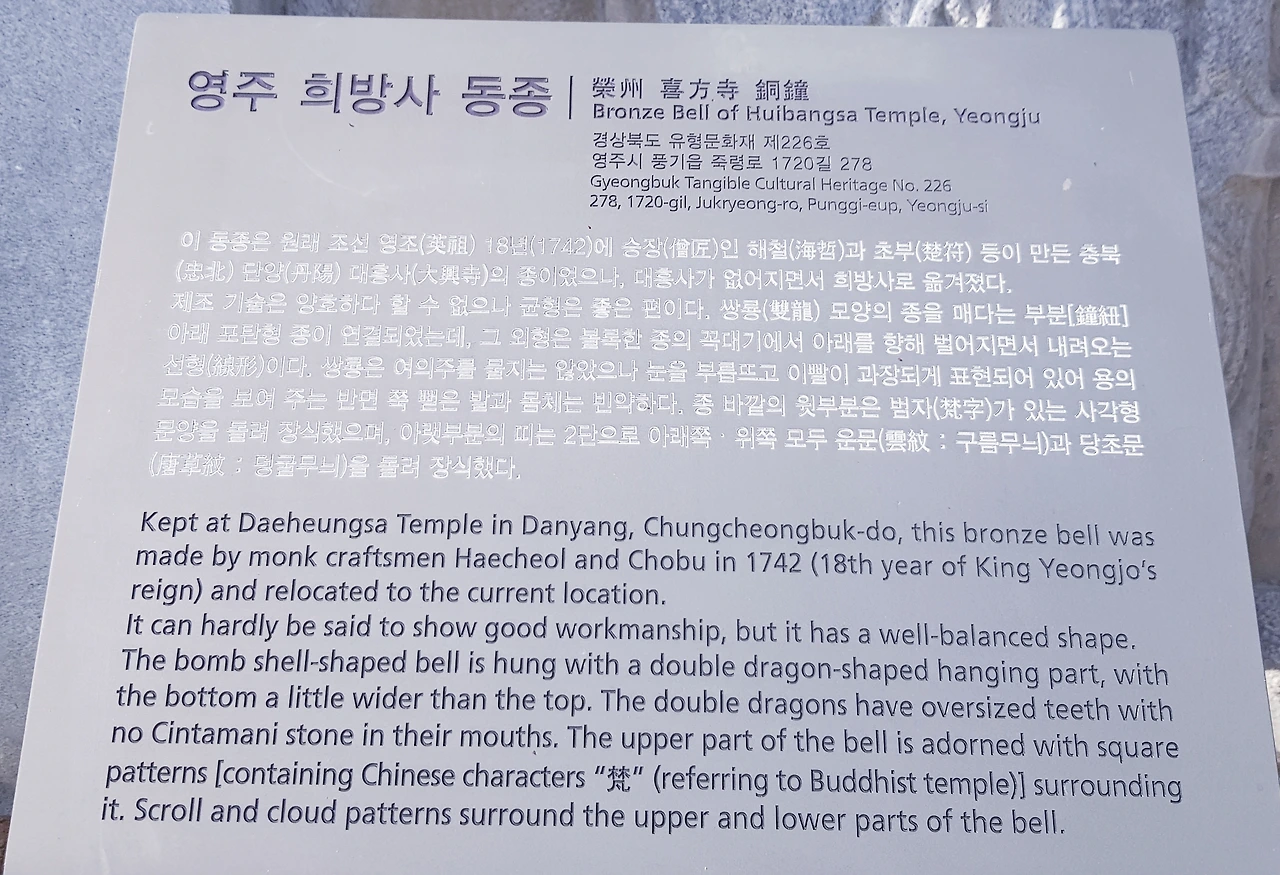 영주 희방사 동종
榮州 喜方寺 銅鐘
Bronze Bell of Huibangsa Temple, Yeongju
경상북도 유형문화재 제226호
영주시 풍기읍 죽령로 1720길 278
Gyeongbuk Tangible Cultural Heritage No. 226
278, 1720-gil, Jukryeong-ro, Punggi-eup, Yeongju-si
이 동종은 원래 조선 영조(英祖) 18년(1742)에 승장(僧匠)인 해철(海哲)과 초부(楚符) 등이 만든 충북
(忠北) 단양(丹陽) 대흥사(大興寺)의 종이었으나, 대흥사가 없어지면서 희방사로 옮겨졌다.
제조 기술은 양호하다 할 수 없으나 균형은 좋은 편이다. 쌍룡(雙龍) 모양의 종을 매다는 부분[鐘紐]
아래 포탄형 종이 연결되었는데, 그 외형은 볼록한 종의 꼭대기에서 아래를 향해 벌어지면서 내려오는
선형(線形)이다. 쌍룡은 여의주를 물지는 않았으나 눈을 부릅뜨고 이빨이 과장되게 표현되어 있어 용의
모습을 보여 주는 반면 쭉 뻗은 발과 몸체는 빈약하다. 종 바깥의 윗부분은 범자(梵字)가 있는 사각형
문양을 돌려 장식했으며, 아랫부분의 띠는 2단으로 아래쪽 · 위쪽 모두 운문(雲紋 : 구름무늬)과 당초문
(唐草紋 : 덩굴무늬)을 돌려 장식했다.
Kept at Daeheungsa Temple in Danyang, Chungcheongbuk-do, this bronze bell was
made by monk craftsmen Haecheol and Chobu in 1742 (18th year of King Yeongjo's
reign) and relocated to the current location.
It can hardly be said to show good workmanship, but it has a well-balanced shape.
The bomb shell-shaped bell is hung with a double dragon-shaped hanging part, with
the bottom a little wider than the top. The double dragons have oversized teeth with
no Cintamani stone in their mouths. The upper part of the bell is adorned with square
patterns [containing Chinese characters “梵” (referring to Buddhist temple)] surrounding
it. Scroll and cloud patterns surround the upper and lower parts of the bell.